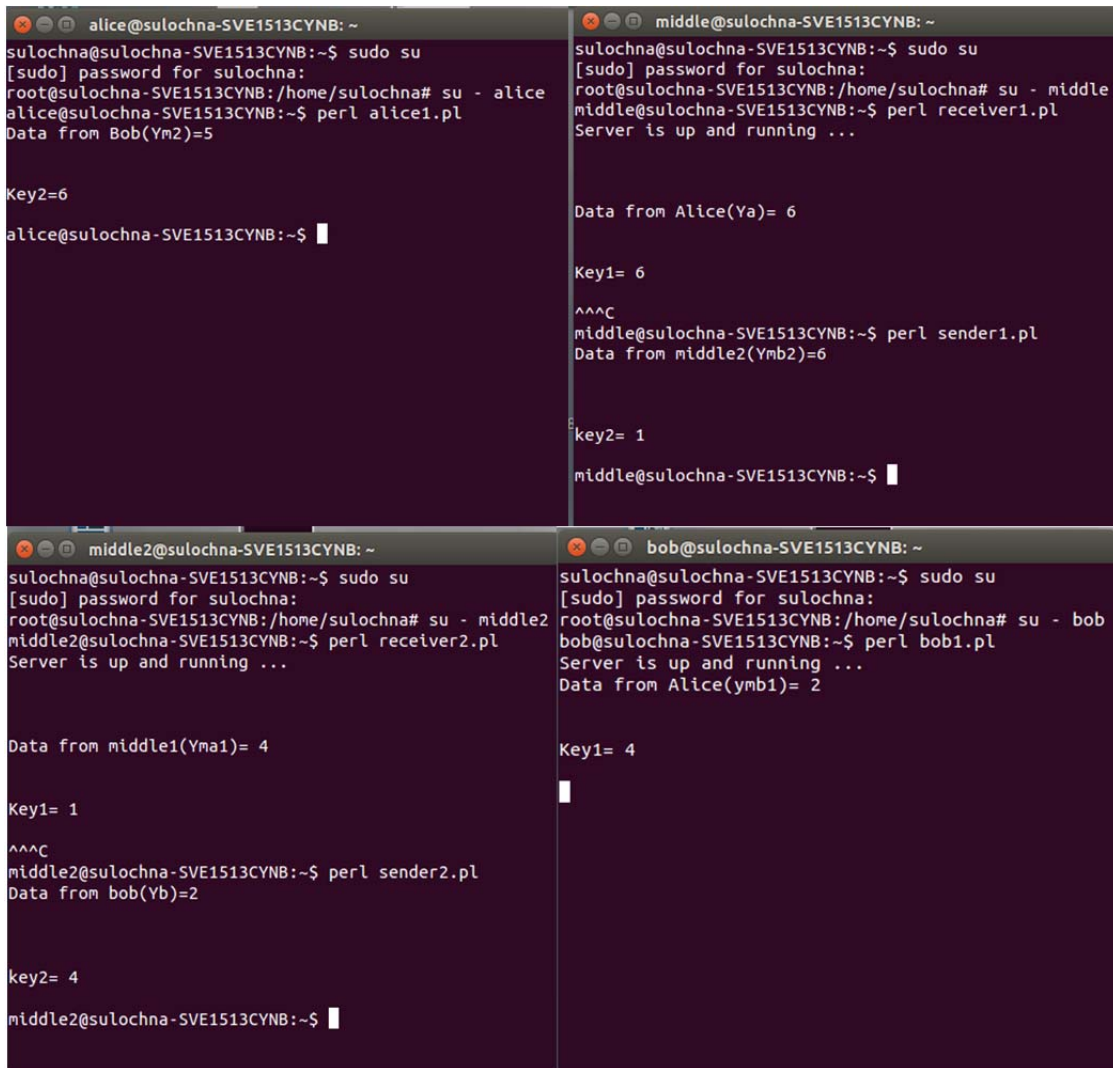 alice@sulochna-SVE1513CYNB: ~
sulochna@sulochna-SVE1513CYNB:~$ sudo su
[sudo] password for sulochna:
root@sulochna-SVE1513CYNB:/home/sulochna# su - alice
alice@sulochna-SVE1513CYNB:~$ perl alice1.pl
Data from Bob(Ym2)=5
Key2=6
alice@sulochna-SVE1513CYNB:~$
middle@sulochna-SVE1513CYNB: ~
sulochna@sulochna-SVE1513CYNB:~$ sudo su
[sudo] password for sulochna:
root@sulochna-SVE1513CYNB:/home/sulochna# su - middle
middle@sulochna-SVE1513CYNB:~$ perl receiver1.pl
Server is up and running ...
Data from Alice(Ya)= 6
Key1= 6
^^^C
middle@sulochna-SVE1513CYNB:~$ perl sender1.pl
Data from middle2(Ymb2)=6
key2= 1
middle@sulochna-SVE1513CYNB:~$
middle2@sulochna-SVE1513CYNB: ~
sulochna@sulochna-SVE1513CYNB:~$ sudo su
[sudo] password for sulochna:
root@sulochna-SVE1513CYNB:/home/sulochna# su - middle2
middle2@sulochna-SVE1513CYNB:~$ perl receiver2.pl
Server is up and running ...
Data from middle1(Yma1)= 4
Key1= 1
^^^C
middle2@sulochna-SVE1513CYNB:~$ perl sender2.pl
Data from bob(Yb)=2
key2= 4
middle2@sulochna-SVE1513CYNB:~$
bob@sulochna-SVE1513CYNB: ~
sulochna@sulochna-SVE1513CYNB:~$ sudo su
[sudo] password for sulochna:
root@sulochna-SVE1513CYNB:/home/sulochna# su - bob
bob@sulochna-SVE1513CYNB:~$ perl bob1.pl
Server is up and running ...
Data from Alice(ymb1)= 2
Key1= 4